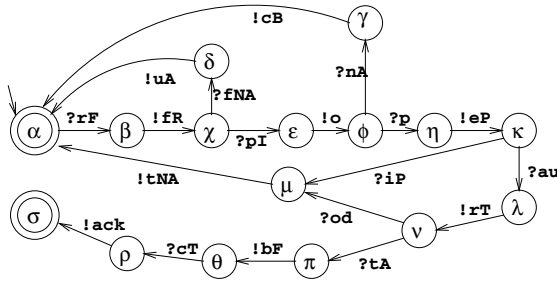 !cB
γ
δ
!uA
?nA
?fNA
α
?rF
β
!fR
χ
?pI
ε
!o
ϕ
?p
η
!eP
κ
!tNA
μ
?iP
?au
λ
!rT
?od
ν
σ
!ack
ρ
?cT
θ
!bF
π
?tA